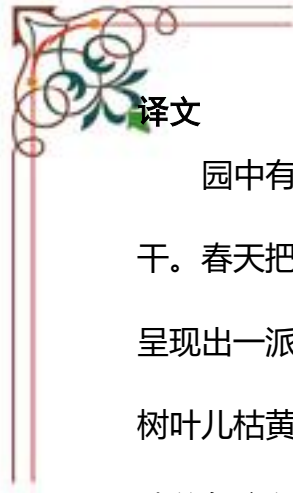 译文
园中有
干。春天把
呈现出一派
树叶儿枯黄